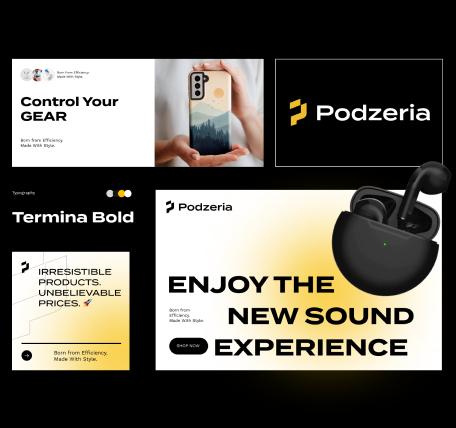 Born from Efficiency.
Made With Style.
Control Your
GEAR
Born from Efficiency.
Made With Style.
Podzeria
Typography
Termina Bold
IRRESISTIBLE
PRODUCTS.
UNBELIEVABLE
PRICES. 🚀
Born from Efficiency.
Made With Style.
Podzeria
ENJOY THE
NEW SOUND
EXPERIENCE
Born from
Efficiency.
Made With Style.
SHOP NOW